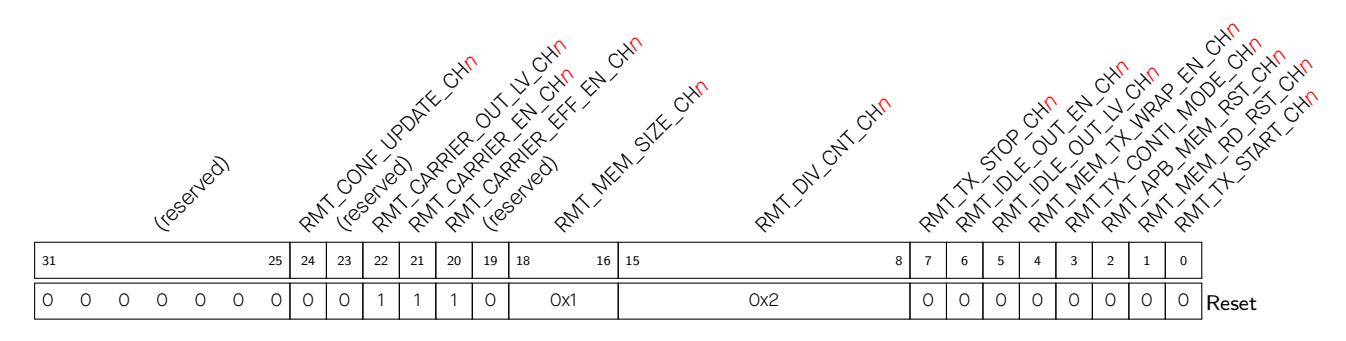 (reserved)
RMT_CONF_UPDATE_CHn
(reserved)
RMT_CARRIER_OUT_LV_CHn
RMT_CARRIER_EN_CHn
RMT_CARRIER_EFF_EN_CHn
(reserved)
RMT_MEM_SIZE_CHn
RMT_DIV_CNT_CHn
RMT_TX_STOP_CHn
RMT_IDLE_OUT_EN_CHn
RMT_IDLE_OUT_LV_CHn
RMT_MEM_TX_WRAP_EN_CHn
RMT_TX_CONTI_MODE_CHn
RMT_APB_MEM_RST_CHn
RMT_MEM_RD_RST_CHn
RMT_TX_START_CHn
31 25 24 23 22 21 20 19 18 16 15 8 7 6 5 4 3 2 1 0
0 0 0 0 0 0 0 0 0 1 1 1 0 0x1 0x2 0 0 0 0 0 0 0 0 Reset